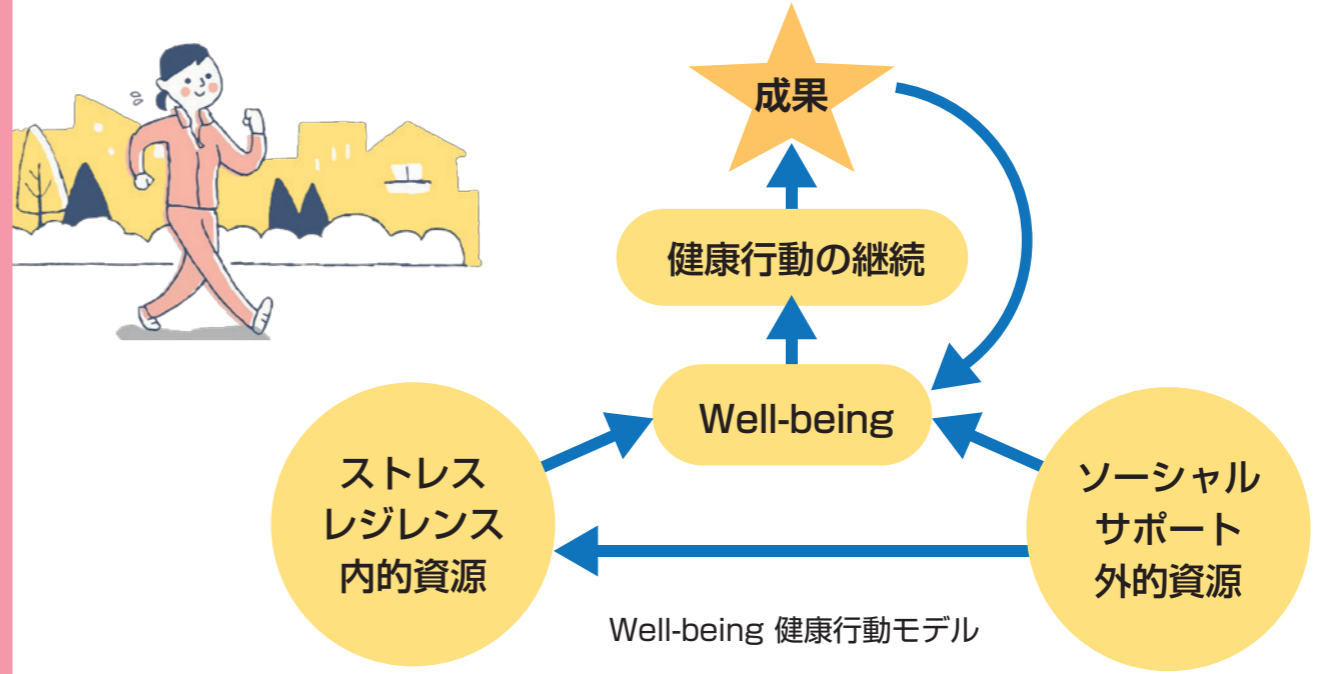 成果
健康行動の継続
Well-being
ストレス
レジレンス
内的資源
ソーシャル
サポート
外的資源
Well-being 健康行動モデル